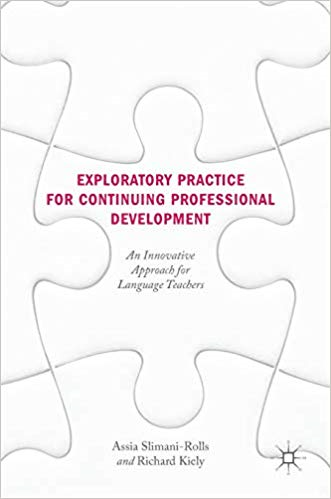 EXPLORATORY PRACTICE
FOR CONTINUING PROFESSIONAL
DEVELOPMENT
An Innovative
Approach for
Language Teachers
Assia Slimani-Rolls
and Richard Kiely